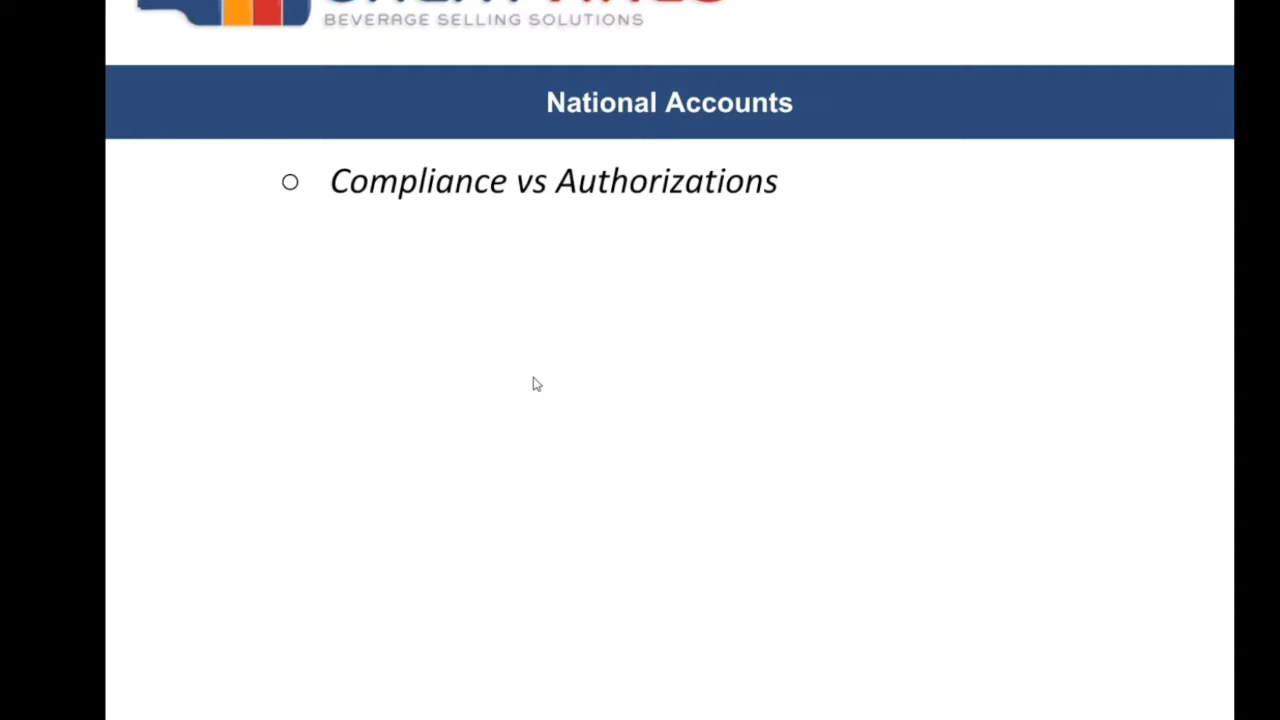 BEVERAGE SELLING SOLUTIONS
National Accounts
○ Compliance vs Authorizations